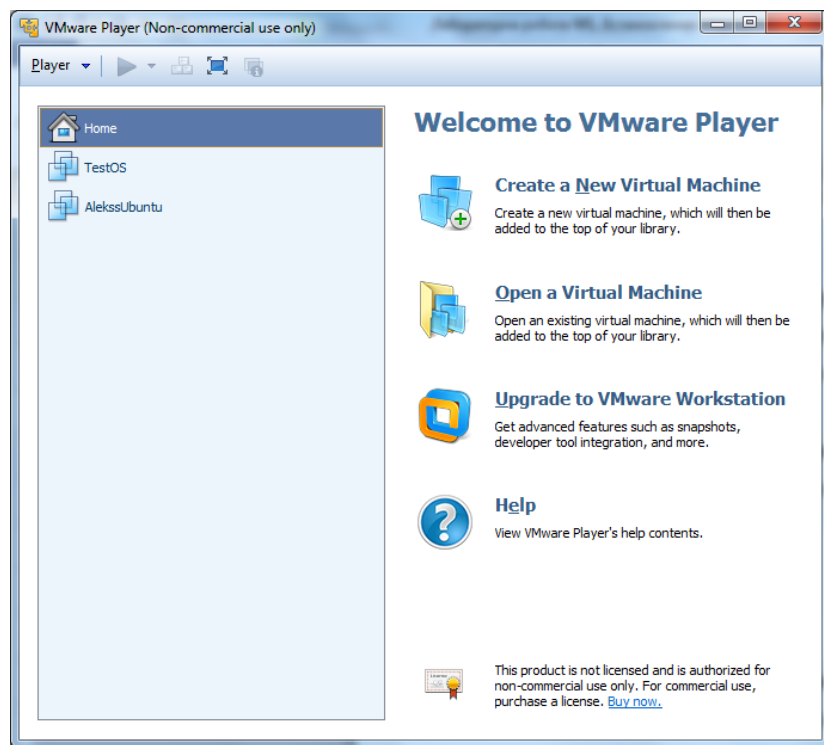 VMware Player (Non-commercial use only)
Player
Home
TestOS
AlekssUbuntu
Welcome to VMware Player
Create a New Virtual Machine
Create a new virtual machine, which will then be
added to the top of your library.
Open a Virtual Machine
Open an existing virtual machine, which will then be
added to the top of your library.
Upgrade to VMware Workstation
Get advanced features such as snapshots,
developer tool integration, and more.
Help
View VMware Player's help contents.
This product is not licensed and is authorized for
non-commercial use only. For commercial use,
purchase a license. Buy now.